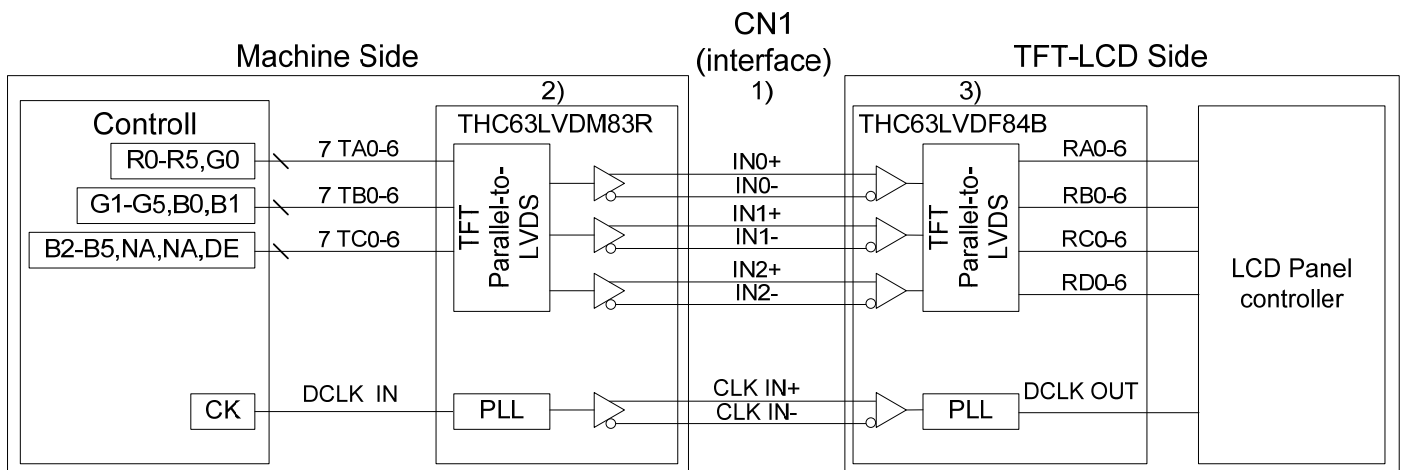 CN1
(interface)
1)
Machine Side
TFT-LCD Side
2)
3)
Controll
THC63LVDM83R
THC63LVDF84B
R0-R5,G0
7 TA0-6
G1-G5,B0,B1
7 TB0-6
B2-B5,NA,NA,DE
7 TC0-6
TFT
Parallel-to-
LVDS
IN0+
IN0-
IN1+
IN1-
IN2+
IN2-
TFT
Parallel-to-
LVDS
RA0-6
RB0-6
RC0-6
RD0-6
LCD Panel
controller
CK
DCLK IN
PLL
CLK IN+
CLK IN-
PLL
DCLK OUT